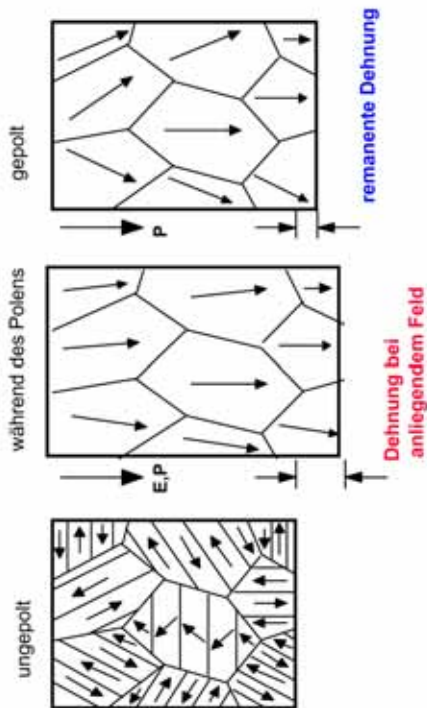 ungepolt
während des Polens
E,P
Dehnung bei
anliegendem Feld
gepolt
P
remanente Dehnung